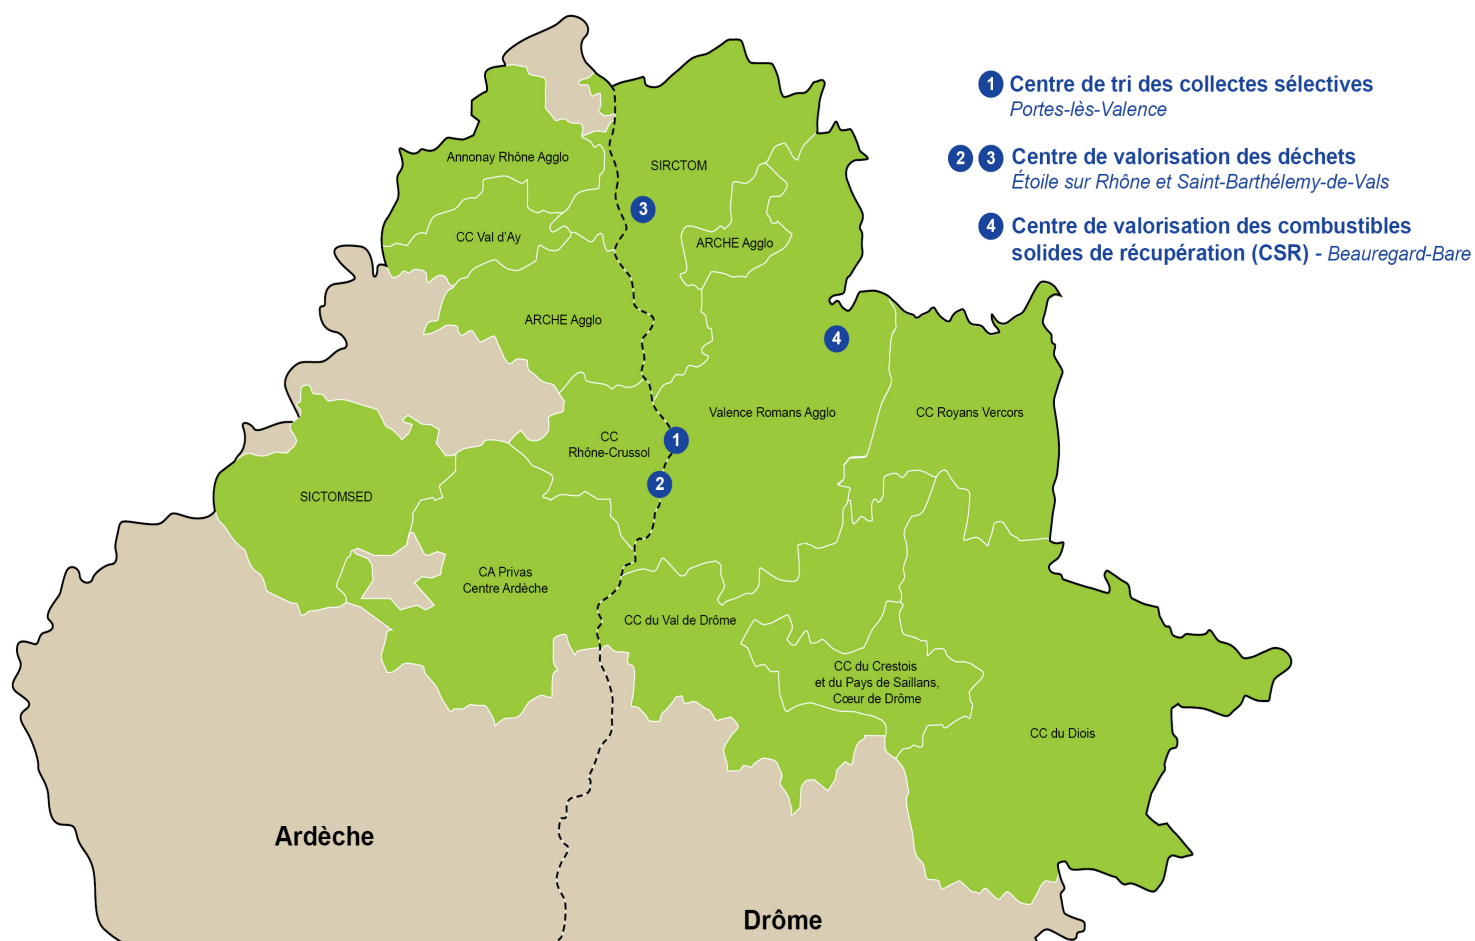 1 Centre de tri des collectes sélectives
Portes-lès-Valence
2 3 Centre de valorisation des déchets
Étoile sur Rhône et Saint-Barthélemy-de-Vals
4 Centre de valorisation des combustibles
solides de récupération (CSR) - Beauregard-Bare
Annonay Rhône Agglo
SIRCTOM
3
CC Val d'Ay
ARCHE Agglo
ARCHE Agglo
4
Valence Romans Agglo
CC Royans Vercors
CC
Rhône-Crussol
1
2
SICTOMSED
CA Privas
Centre Ardèche
CC du Val de Drôme
CC du Crestois
et du Pays de Saillans,
Cœur de Drôme
CC du Diois
Ardèche
Drôme